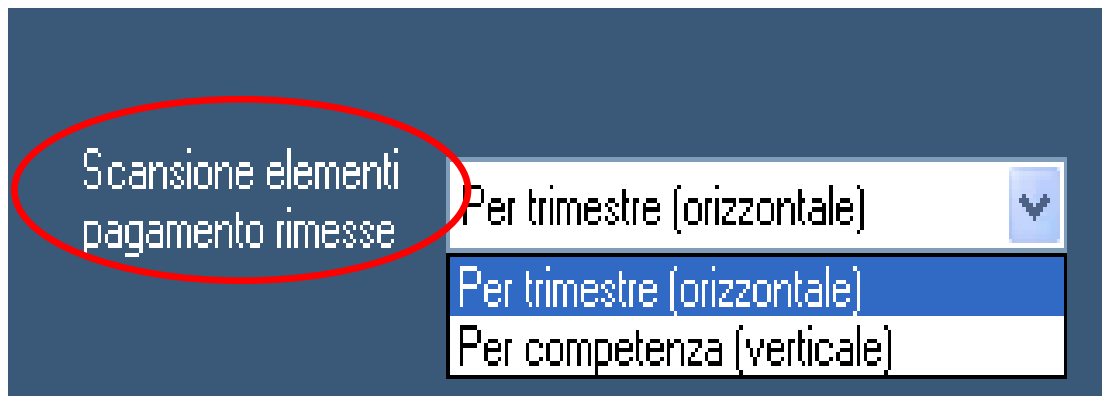 Scansione elementi
pagamento rimesse
Per trimestre (orizzontale)
Per trimestre (orizzontale)
Per competenza (verticale)